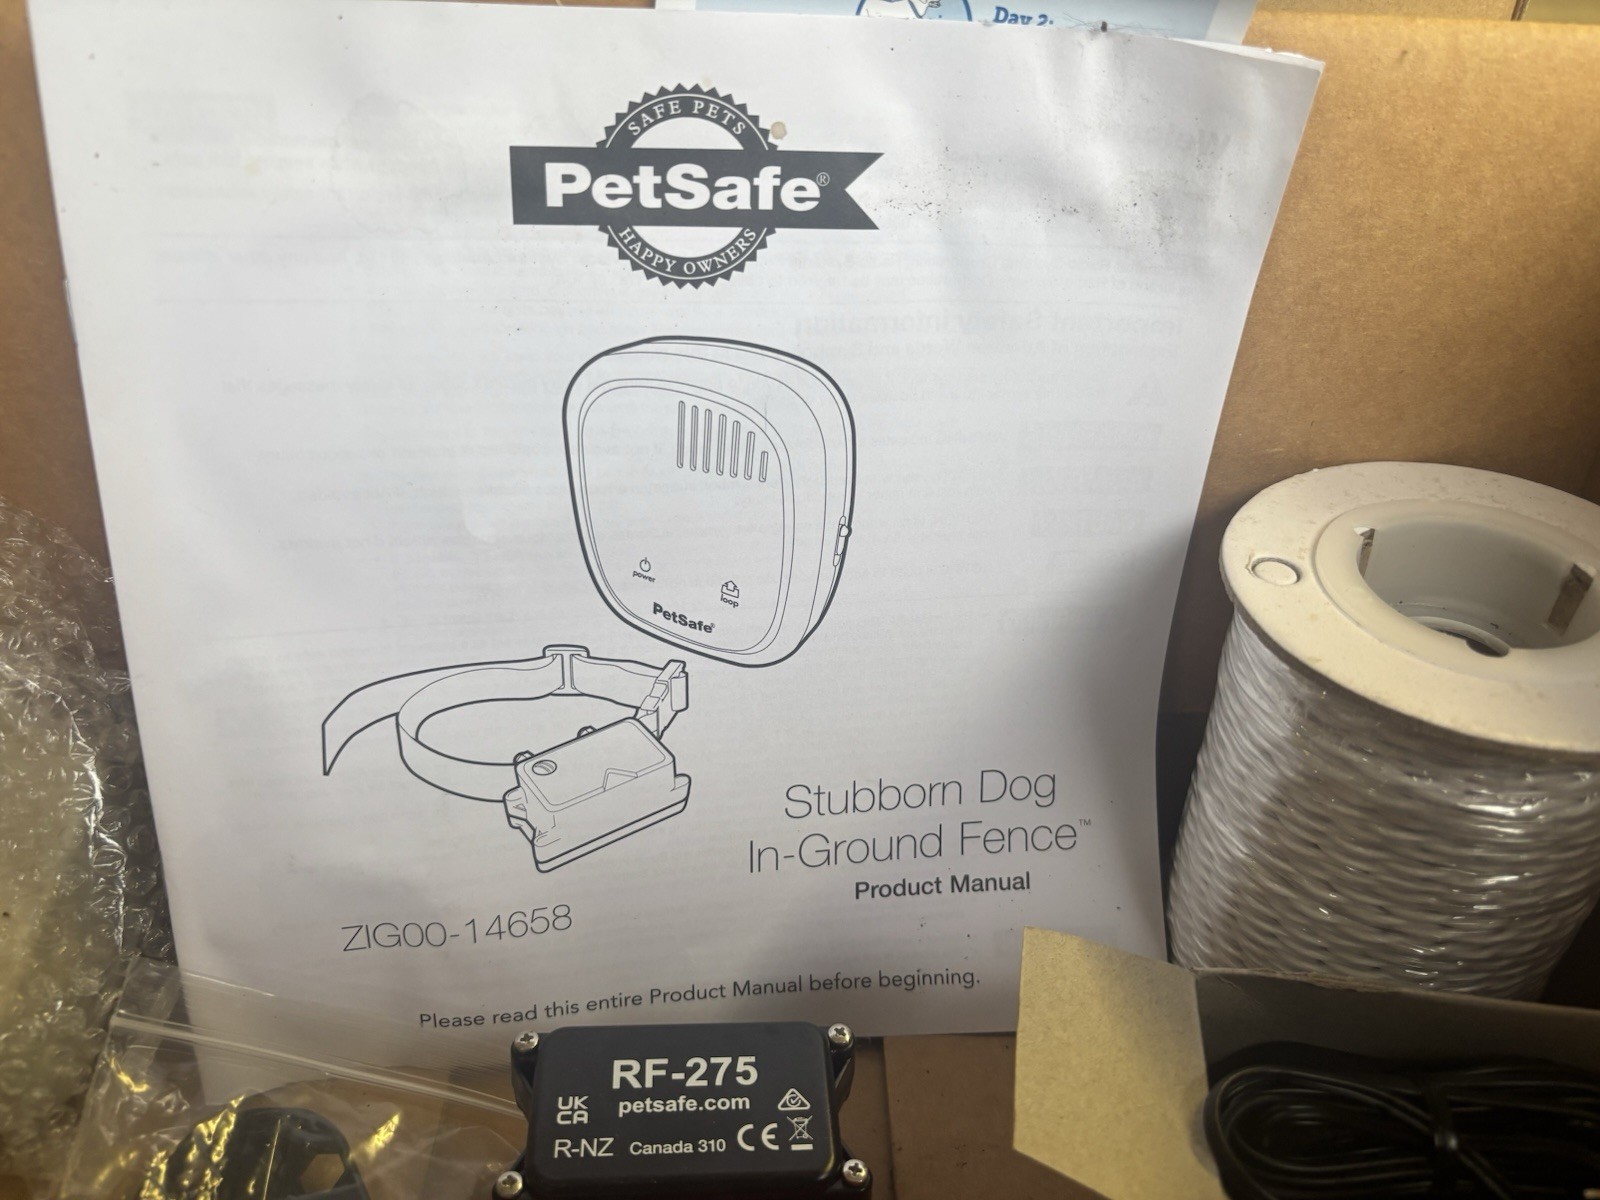 Day 2:
SAFE PETS
PetSafe®
HAPPY OWNERS
power
loop
PetSafe®
Stubborn Dog
In-Ground Fence™
Product Manual
ZIG00-14658
Please read this entire Product Manual before beginning.
RF-275
petsafe.com
UK
CA
R-NZ Canada 310 CE